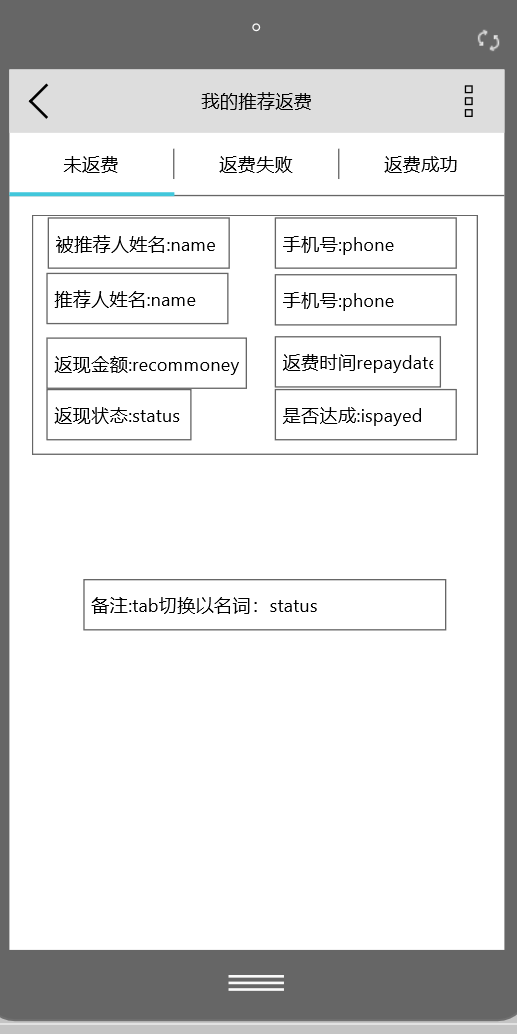 我的推荐返费
未返费 返费失败 返费成功
被推荐人姓名:name 手机号:phone
推荐人姓名:name 手机号:phone
返现金额:recommoney 返费时间repaydate
返现状态:status 是否达成:ispayed
备注:tab切换以名词：status